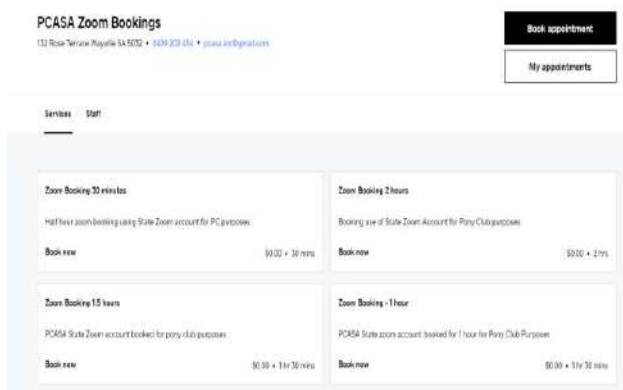 PCASA Zoom Bookings
Rose Terrace Wayville SA
Book appointment
My appointments
Services Staff
Zoom Booking 30 minutes
Half hour zoom booking using State Zoom account for PC purposes
Book now $0.00 • 30 mins
Zoom Booking 2 hours
Booking use of State Zoom Account for Pony Club purposes
Book now $0.00 • 2 hrs
Zoom Booking 1.5 hours
PCASA State Zoom account booked for pony club purposes
Book now $0.00 • 1 hr 30 mins
Zoom Booking - 1 hour
PCASA State zoom account booked for 1 hour for Pony Club Purposes
Book now $0.00 • 1 hr 30 mins